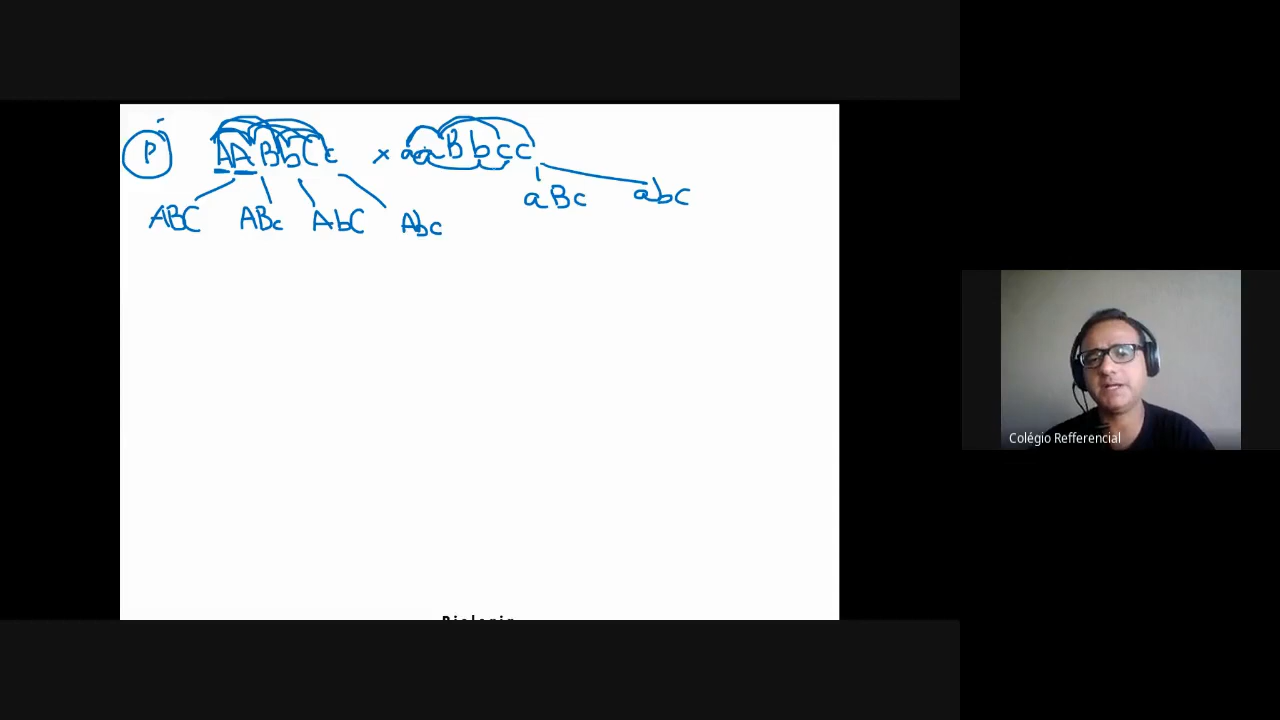 P AABbCc × aaBbcc
aBc abc
ABC ABc AbC Abc
Colégio Refferencial